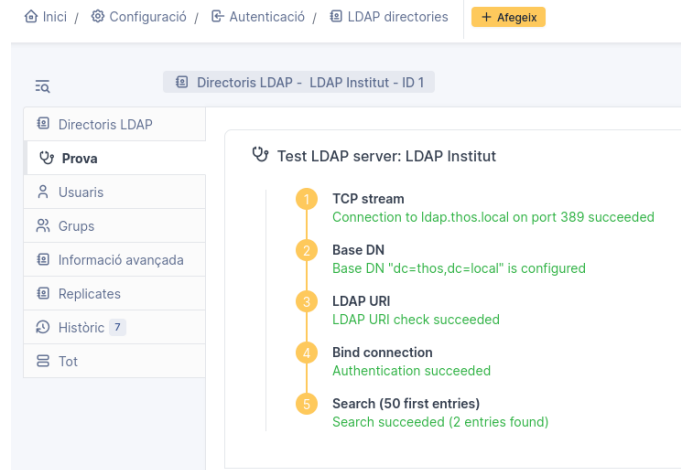 Inici / Configuració / Autenticació / LDAP directories + Afegeix
Directoris LDAP - LDAP Institut - ID 1
Directoris LDAP
Prova
Usuaris
Grups
Informació avançada
Replicates
Històric 7
Tot
Test LDAP server: LDAP Institut
1 TCP stream
Connection to ldap.thos.local on port 389 succeeded
2 Base DN
Base DN "dc=thos,dc=local" is configured
3 LDAP URI
LDAP URI check succeeded
4 Bind connection
Authentication succeeded
5 Search (50 first entries)
Search succeeded (2 entries found)